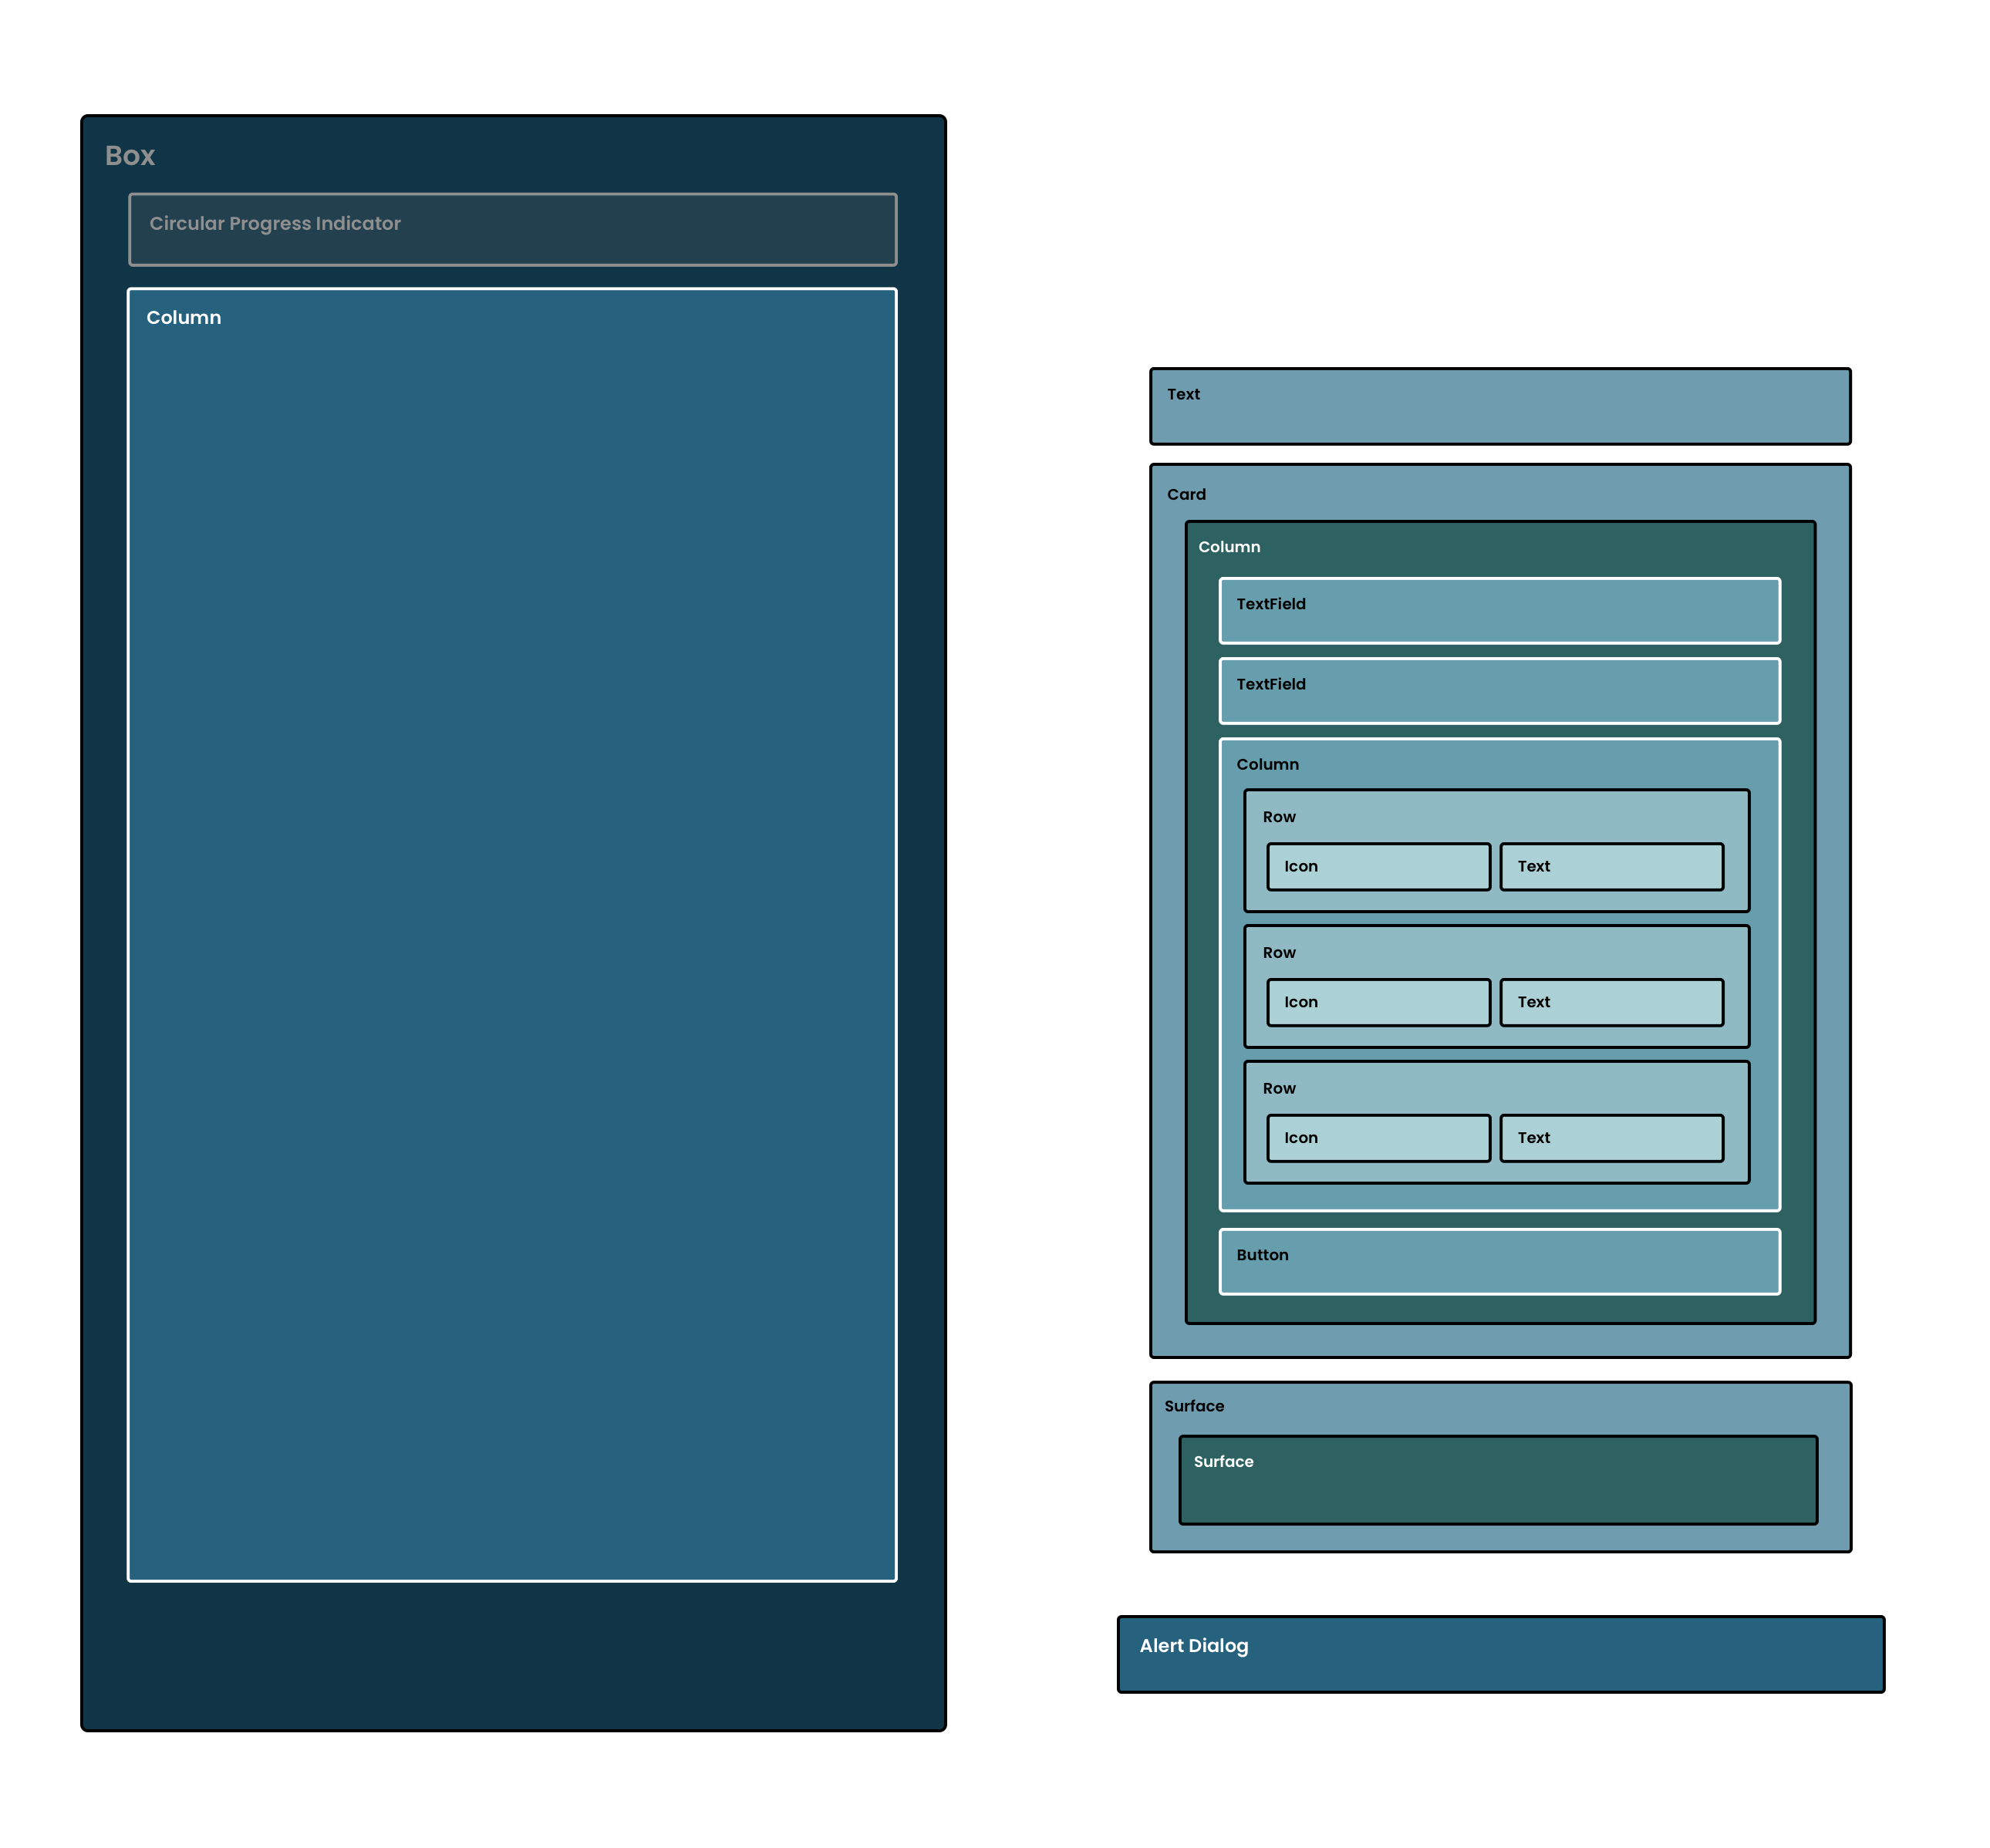 Box
Circular Progress Indicator
Column
Text
Card
Column
TextField
TextField
Column
Row
Icon
Text
Row
Icon
Text
Row
Icon
Text
Button
Surface
Surface
Alert Dialog